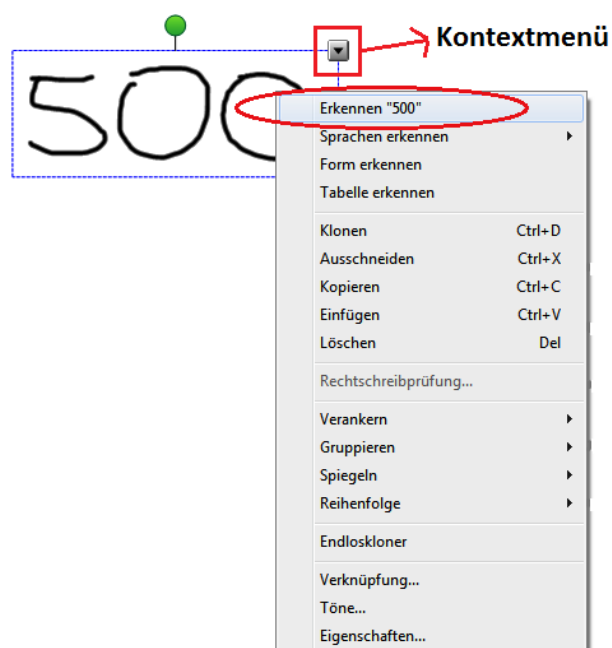 Kontextmenü
500
Erkennen "500"
Sprachen erkennen
Form erkennen
Tabelle erkennen
Klonen Ctrl+D
Ausschneiden Ctrl+X
Kopieren Ctrl+C
Einfügen Ctrl+V
Löschen Del
Rechtschreibprüfung...
Verankern
Gruppieren
Spiegeln
Reihenfolge
Endloskloner
Verknüpfung...
Töne...
Eigenschaften...